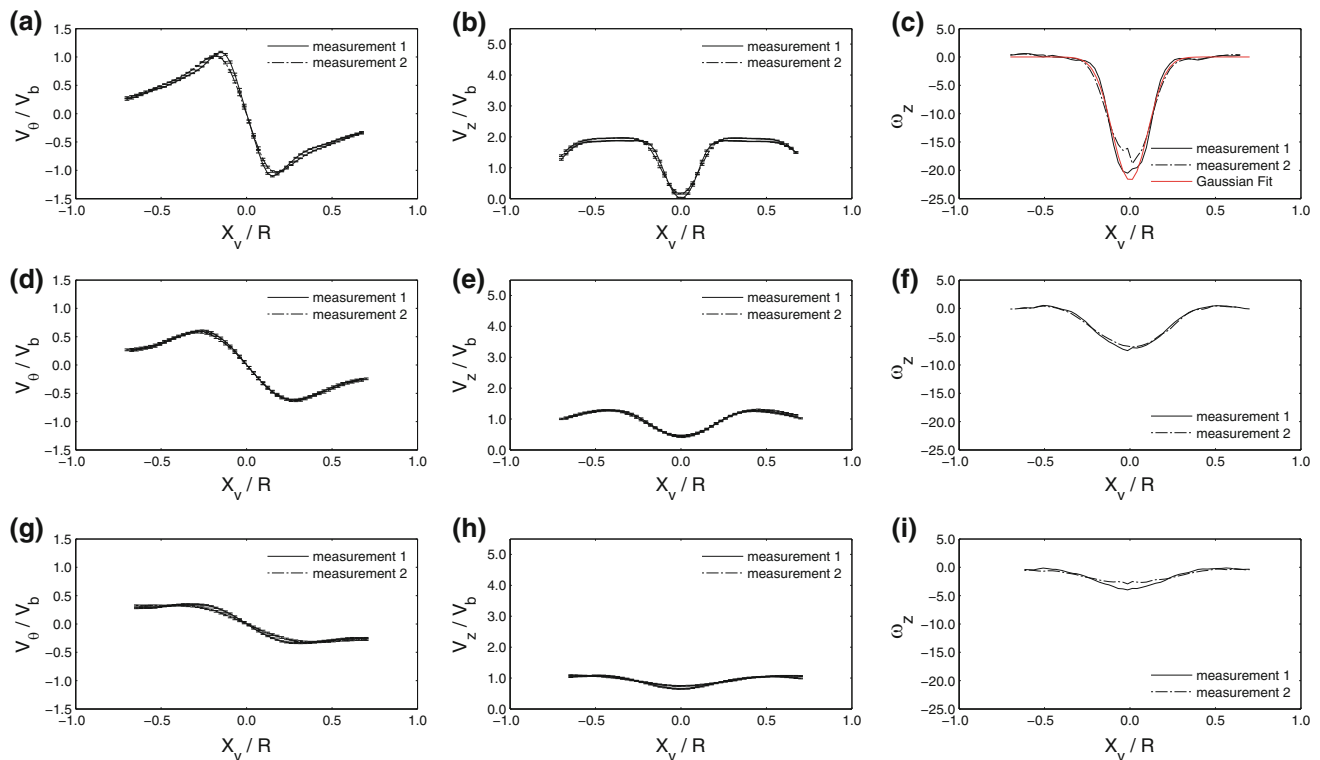 (a)
1.5
1.0
0.5
0.0
−0.5
−1.0
−1.5
V_θ / V_b
measurement 1
measurement 2
−1.0 −0.5 0.0 0.5 1.0
X_v / R
(b)
5.0
4.0
3.0
2.0
1.0
0.0
V_z / V_b
measurement 1
measurement 2
−1.0 −0.5 0.0 0.5 1.0
X_v / R
(c)
5.0
0.0
−5.0
−10.0
−15.0
−20.0
−25.0
ω_z
measurement 1
measurement 2
Gaussian Fit
−1.0 −0.5 0.0 0.5 1.0
X_v / R
(d)
1.5
1.0
0.5
0.0
−0.5
−1.0
−1.5
V_θ / V_b
measurement 1
measurement 2
−1.0 −0.5 0.0 0.5 1.0
X_v / R
(e)
5.0
4.0
3.0
2.0
1.0
0.0
V_z / V_b
measurement 1
measurement 2
−1.0 −0.5 0.0 0.5 1.0
X_v / R
(f)
5.0
0.0
−5.0
−10.0
−15.0
−20.0
−25.0
ω_z
measurement 1
measurement 2
−1.0 −0.5 0.0 0.5 1.0
X_v / R
(g)
1.5
1.0
0.5
0.0
−0.5
−1.0
−1.5
V_θ / V_b
measurement 1
measurement 2
−1.0 −0.5 0.0 0.5 1.0
X_v / R
(h)
5.0
4.0
3.0
2.0
1.0
0.0
V_z / V_b
measurement 1
measurement 2
−1.0 −0.5 0.0 0.5 1.0
X_v / R
(i)
5.0
0.0
−5.0
−10.0
−15.0
−20.0
−25.0
ω_z
measurement 1
measurement 2
−1.0 −0.5 0.0 0.5 1.0
X_v / R